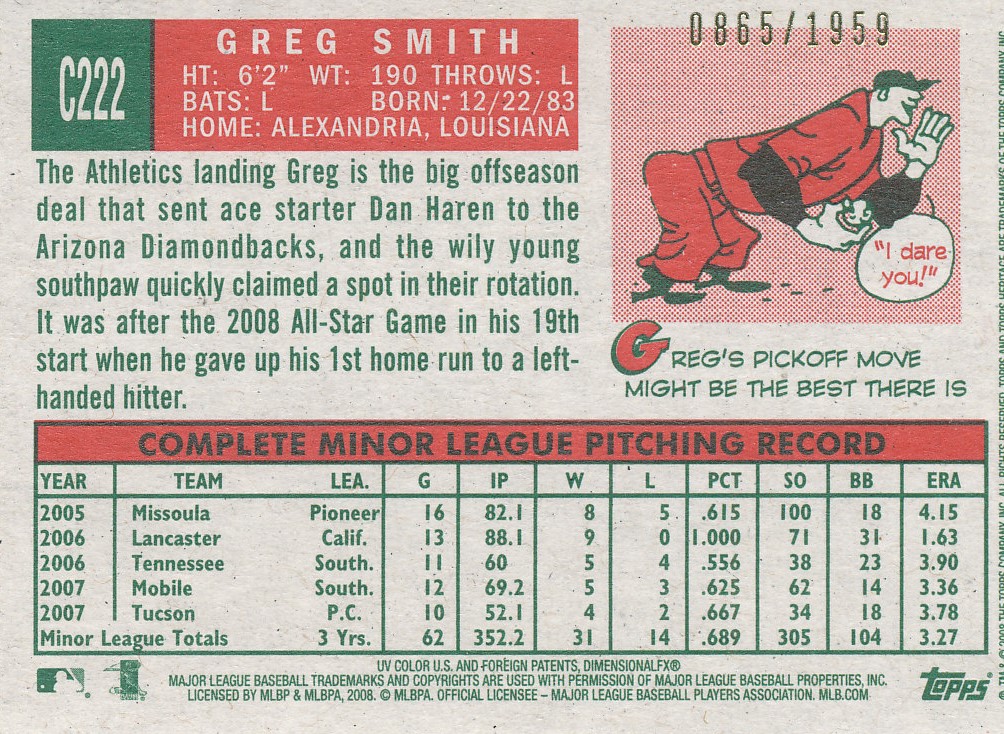 0865/1959
C222
GREG SMITH
HT: 6'2" WT: 190 THROWS: L
BATS: L BORN: 12/22/83
HOME: ALEXANDRIA, LOUISIANA
The Athletics landing Greg is the big offseason
deal that sent ace starter Dan Haren to the
Arizona Diamondbacks, and the wily young
southpaw quickly claimed a spot in their rotation.
It was after the 2008 All-Star Game in his 19th
start when he gave up his 1st home run to a left-
handed hitter.
"I dare
you!"
GREG'S PICKOFF MOVE
MIGHT BE THE BEST THERE IS
COMPLETE MINOR LEAGUE PITCHING RECORD
YEAR TEAM LEA. G IP W L PCT SO BB ERA
2005 Missoula Pioneer 16 82.1 8 5 .615 100 18 4.15
2006 Lancaster Calif. 13 88.1 9 0 1.000 71 31 1.63
2006 Tennessee South. 11 60 5 4 .556 38 23 3.90
2007 Mobile South. 12 69.2 5 3 .625 62 14 3.36
2007 Tucson P.C. 10 52.1 4 2 .667 34 18 3.78
Minor League Totals 3 Yrs. 62 352.2 31 14 .689 305 104 3.27
UV COLOR U.S. AND FOREIGN PATENTS, DIMENSIONALFX®
MAJOR LEAGUE BASEBALL TRADEMARKS AND COPYRIGHTS ARE USED WITH PERMISSION OF MAJOR LEAGUE BASEBALL PROPERTIES, INC.
LICENSED BY MLBP & MLBPA, 2008. © MLBPA. OFFICIAL LICENSEE – MAJOR LEAGUE BASEBALL PLAYERS ASSOCIATION. MLB.COM
topps®